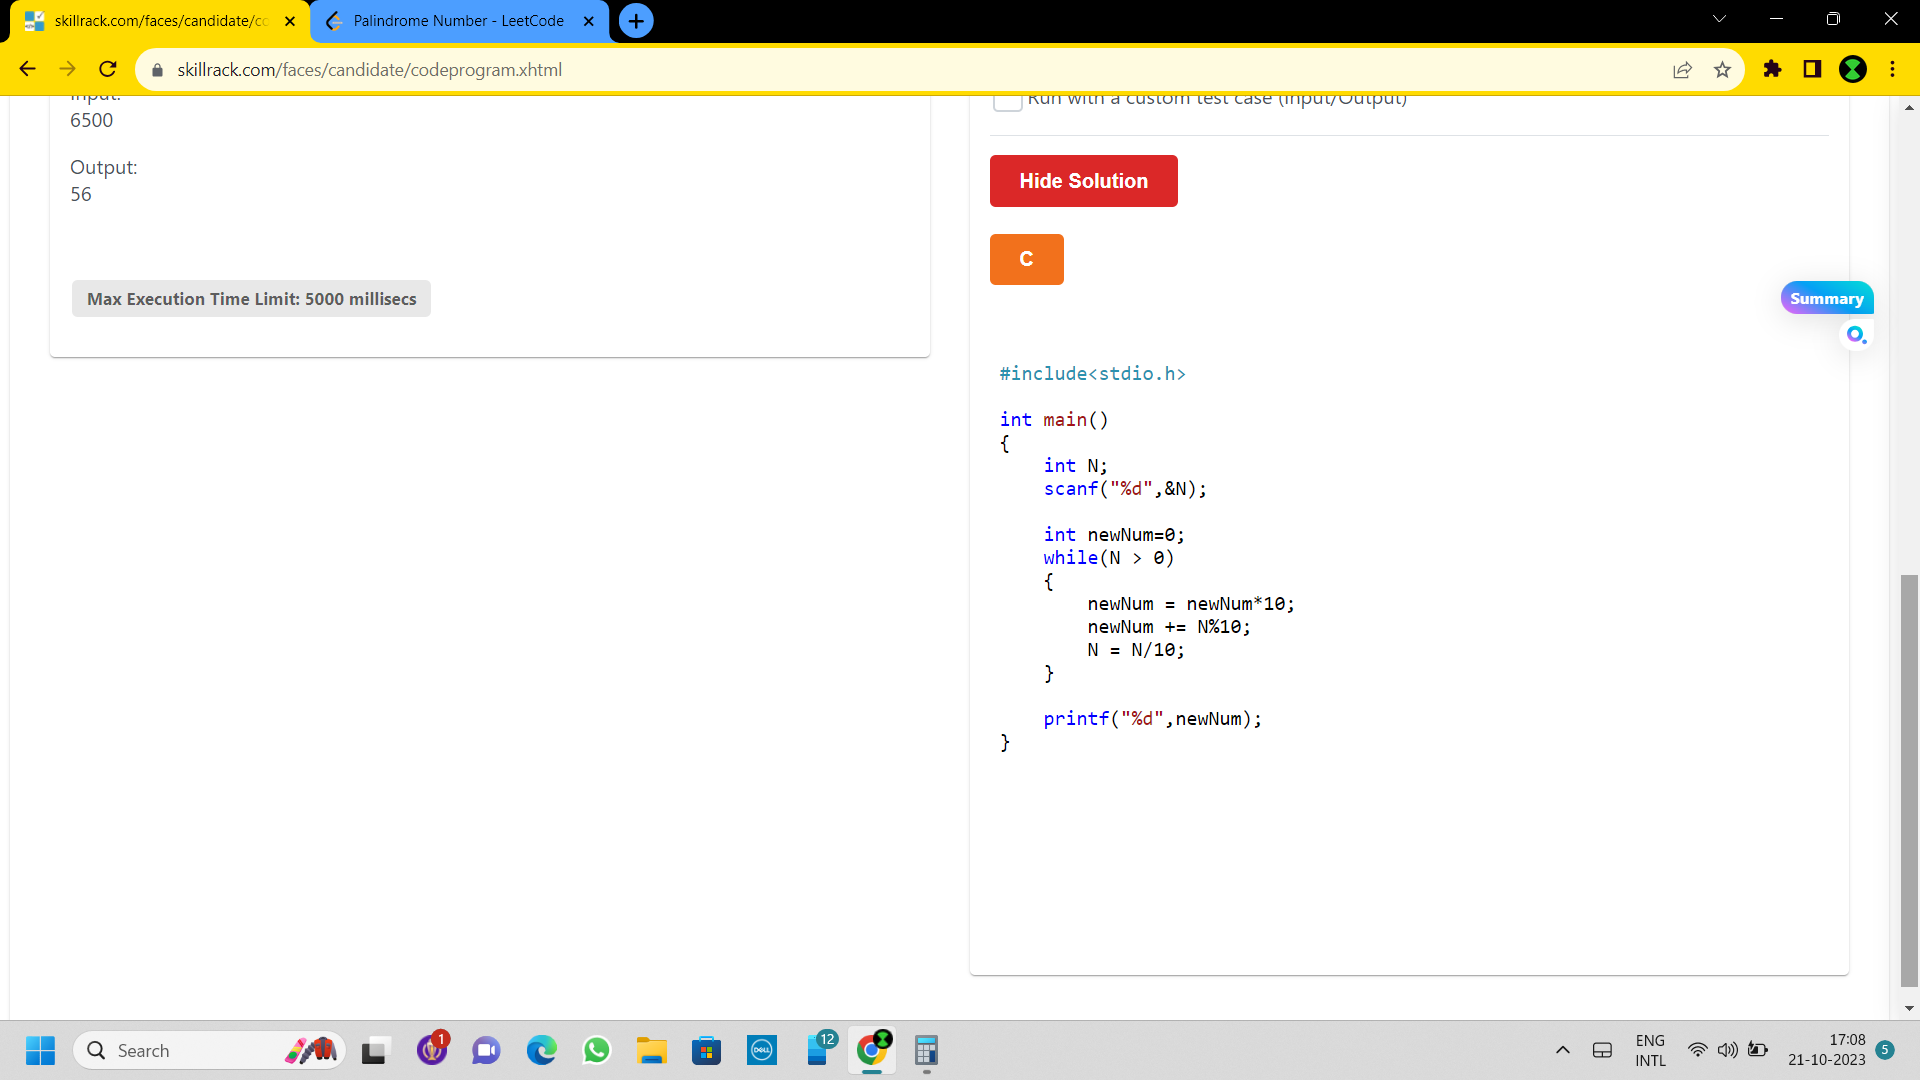 skillrack.com/faces/candidate/co
Palindrome Number - LeetCode
skillrack.com/faces/candidate/codeprogram.xhtml
Input:
6500
Output:
56
Max Execution Time Limit: 5000 millisecs
Run with a custom test case (Input/Output)
Hide Solution
C
Summary
#include<stdio.h>
int main()
{
int N;
scanf("%d",&N);
int newNum=0;
while(N > 0)
{
newNum = newNum*10;
newNum += N%10;
N = N/10;
}
printf("%d",newNum);
}
Search
1
DELL
12
ENG
INTL
17:08
21-10-2023
5